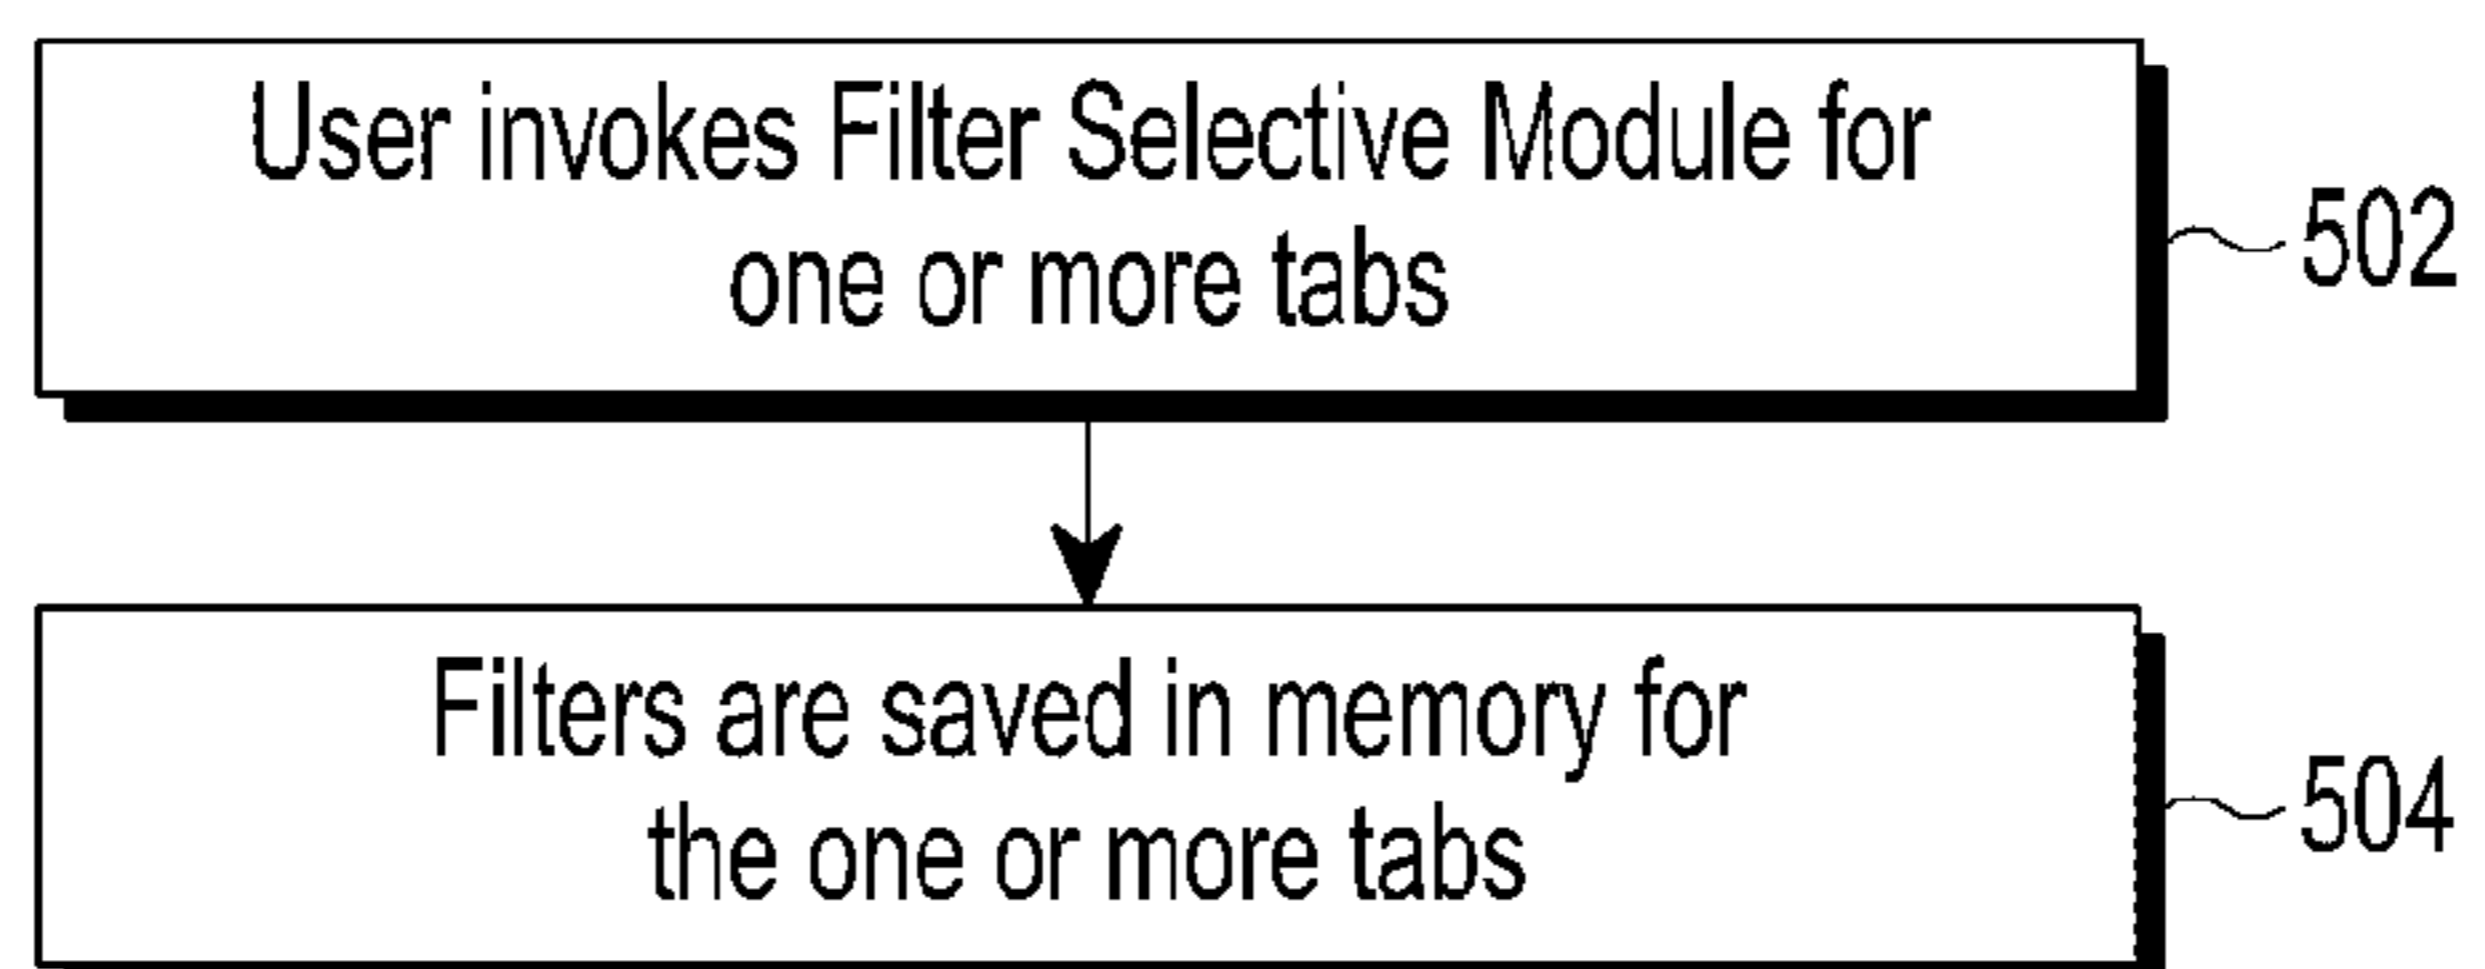 User invokes Filter Selective Module for
one or more tabs
502
Filters are saved in memory for
the one or more tabs
504